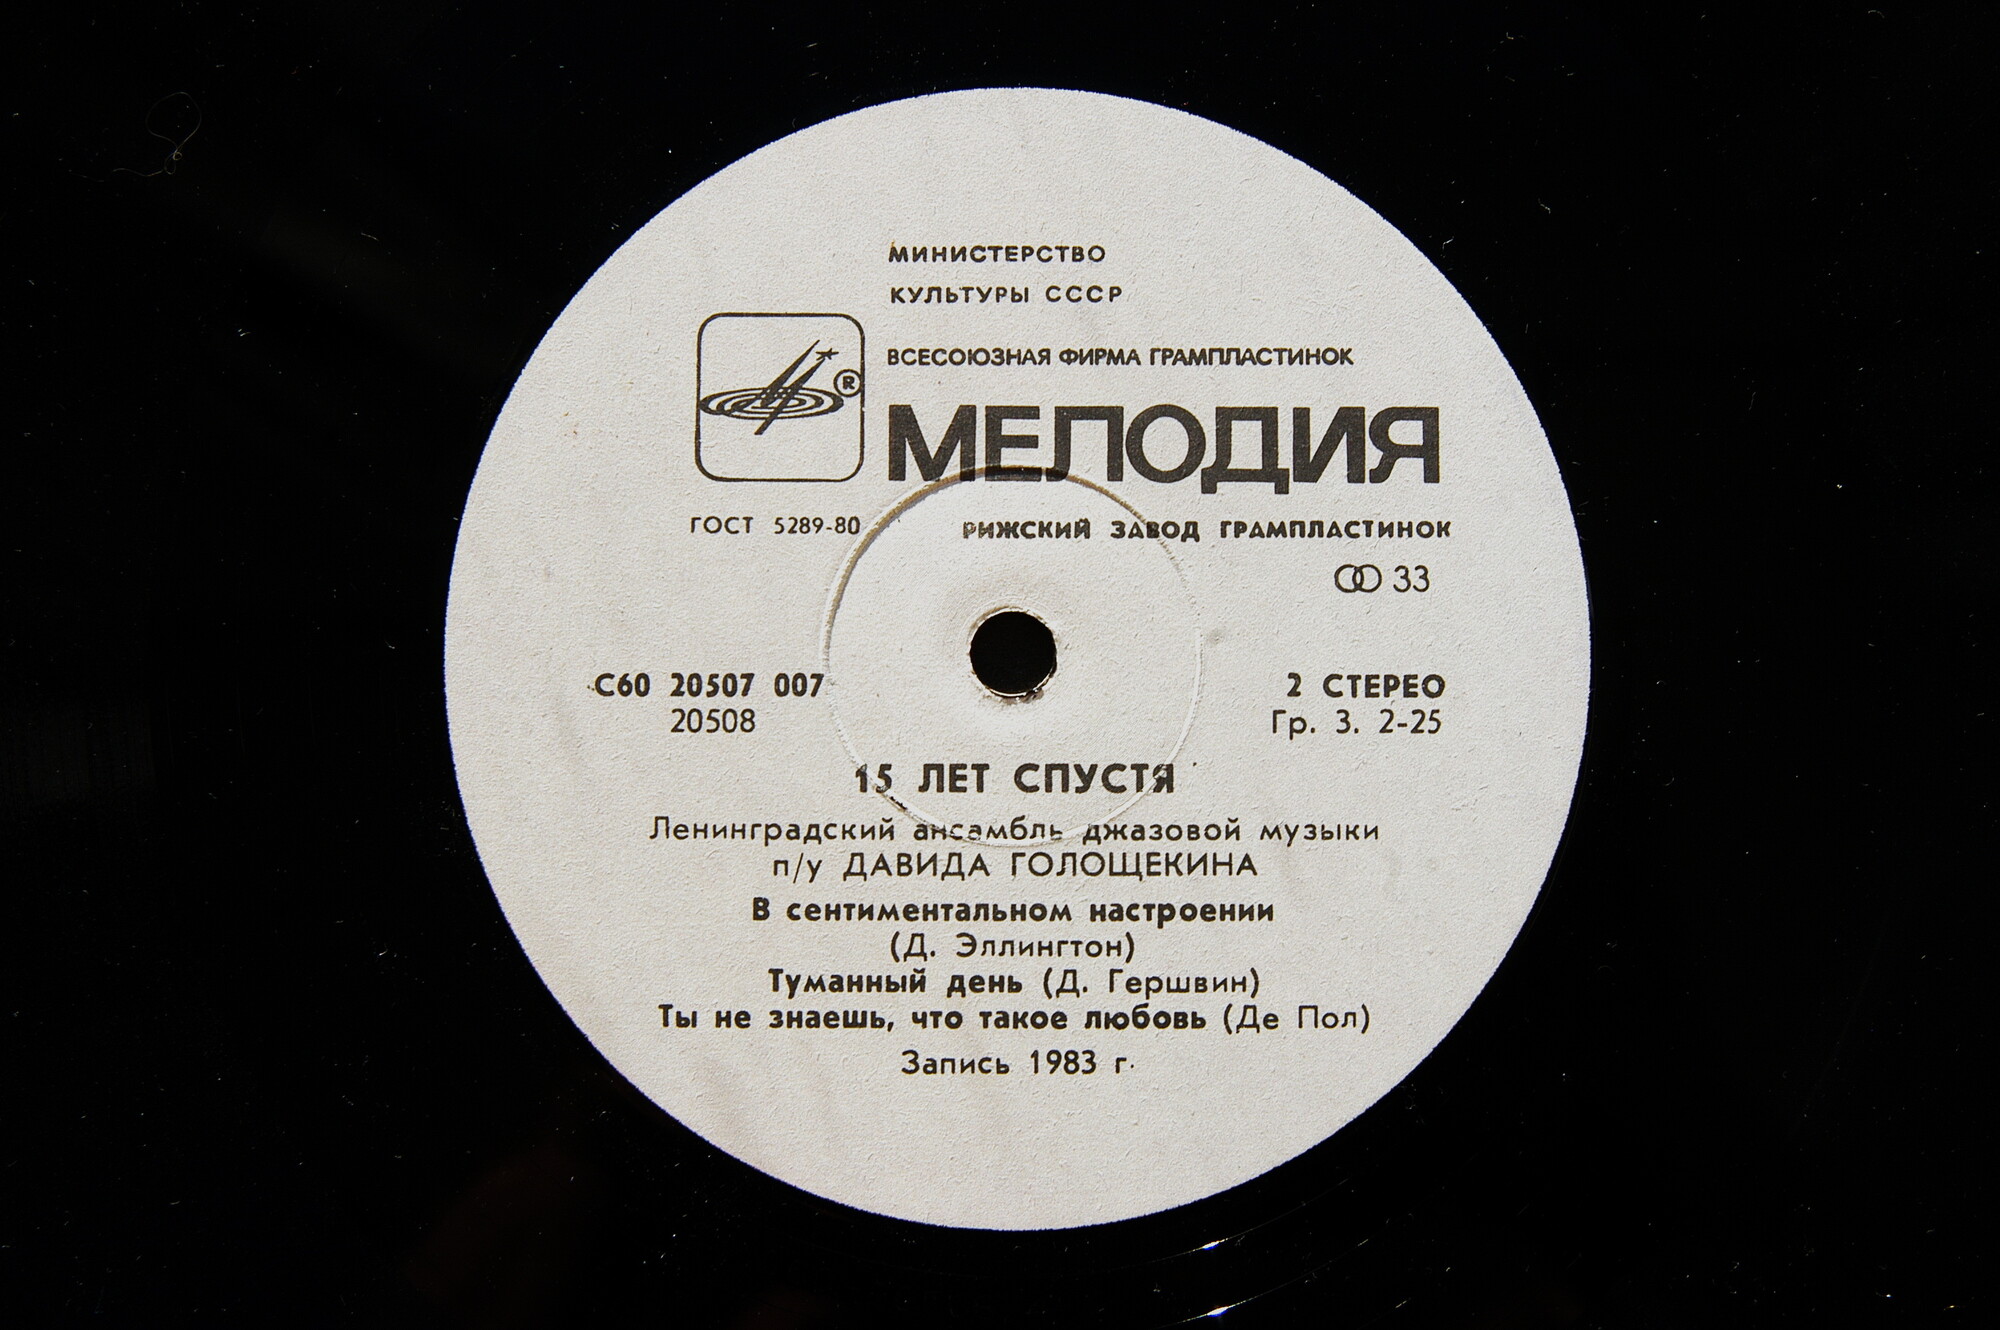 МИНИСТЕРСТВО
КУЛЬТУРЫ СССР
ВСЕСОЮЗНАЯ ФИРМА ГРАМПЛАСТИНОК
®
МЕЛОДИЯ
ГОСТ 5289-80 РИЖСКИЙ ЗАВОД ГРАМПЛАСТИНОК
33
С60 20507 007 2 СТЕРЕО
20508 Гр. 3. 2-25
15 ЛЕТ СПУСТЯ
Ленинградский ансамбль джазовой музыки
п/у ДАВИДА ГОЛОЩЕКИНА
В сентиментальном настроении
(Д. Эллингтон)
Туманный день (Д. Гершвин)
Ты не знаешь, что такое любовь (Де Пол)
Запись 1983 г.